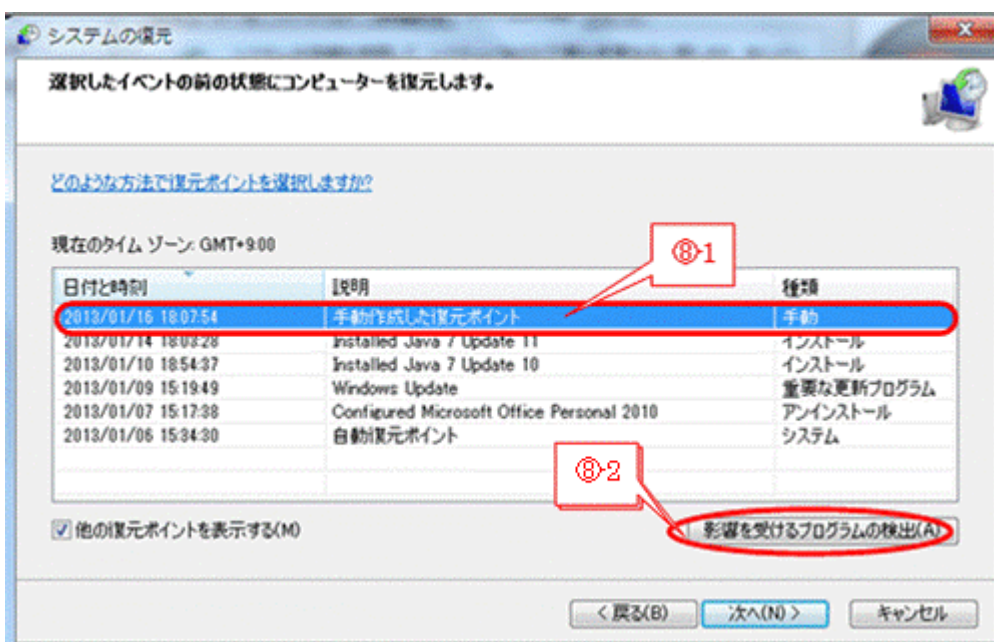 システムの復元
選択したイベントの前の状態にコンピューターを復元します。
どのような方法で復元ポイントを選択しますか?
現在のタイム ゾーン: GMT+9:00
⑧-1
日付と時刻 説明 種類
2013/01/16 18:07:54 手動作成した復元ポイント 手動
2013/01/14 18:03:28 Installed Java 7 Update 11 インストール
2013/01/10 18:54:37 Installed Java 7 Update 10 インストール
2013/01/09 15:19:49 Windows Update 重要な更新プログラム
2013/01/07 15:17:38 Configured Microsoft Office Personal 2010 アンインストール
2013/01/06 15:34:30 自動復元ポイント システム
⑧-2
他の復元ポイントを表示する(M) 影響を受けるプログラムの検出(A)
< 戻る(B) 次へ(N) > キャンセル